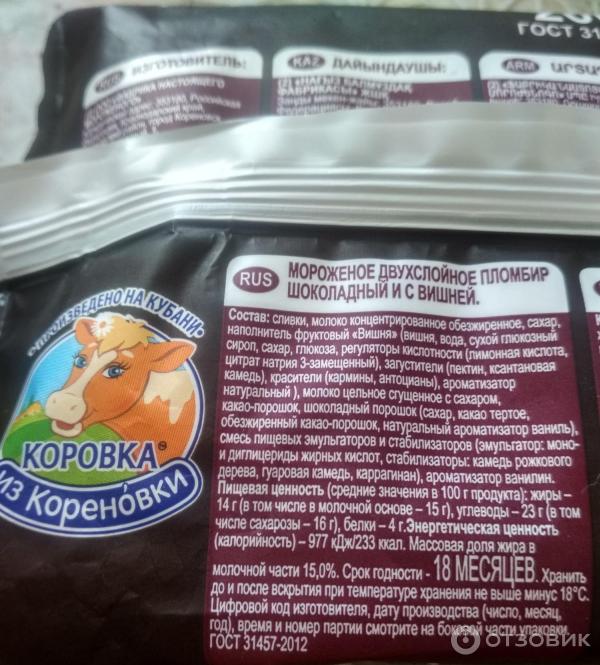 ГОСТ 31
ИЗГОТОВИТЕЛЬ:
KAZ ДАЙЫНДАУШЫ:
ARM
RUS МОРОЖЕНОЕ ДВУХСЛОЙНОЕ ПЛОМБИР
ШОКОЛАДНЫЙ И С ВИШНЕЙ.
Состав: сливки, молоко концентрированное обезжиренное, сахар,
наполнитель фруктовый «Вишня» (вишня, вода, сухой глюкозный
сироп, сахар, глюкоза, регуляторы кислотности (лимонная кислота,
цитрат натрия 3-замещенный), загустители (пектин, ксантановая
камедь), красители (кармины, антоцианы), ароматизатор
натуральный ), молоко цельное сгущенное с сахаром,
какао-порошок, шоколадный порошок (сахар, какао тертое,
обезжиренный какао-порошок, натуральный ароматизатор ваниль),
смесь пищевых эмульгаторов и стабилизаторов (эмульгатор: моно-
и диглицериды жирных кислот, стабилизаторы: камедь рожкового
дерева, гуаровая камедь, каррагинан), ароматизатор ванилин.
Пищевая ценность (средние значения в 100 г продукта): жиры –
14 г (в том числе в молочной основе – 15 г), углеводы – 23 г (в том
числе сахарозы – 16 г), белки – 4 г. Энергетическая ценность
(калорийность) – 977 кДж/233 ккал. Массовая доля жира в
молочной части 15,0%. Срок годности - 18 МЕСЯЦЕВ. Хранить
до и после вскрытия при температуре хранения не выше минус 18°С.
Цифровой код изготовителя, дату производства (число, месяц,
год), время и номер партии смотрите на боковой части упаковки.
ГОСТ 31457-2012
ПРОИЗВЕДЕНО НА КУБАНИ
КОРОВКА
ИЗ КОРЕНОВКИ
ОТЗОВИК